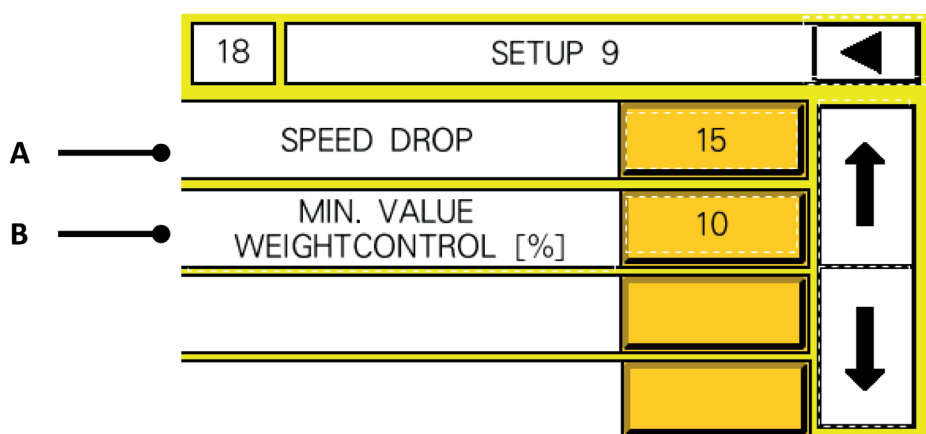 18
SETUP 9
A
SPEED DROP
15
B
MIN. VALUE
WEIGHTCONTROL [%]
10